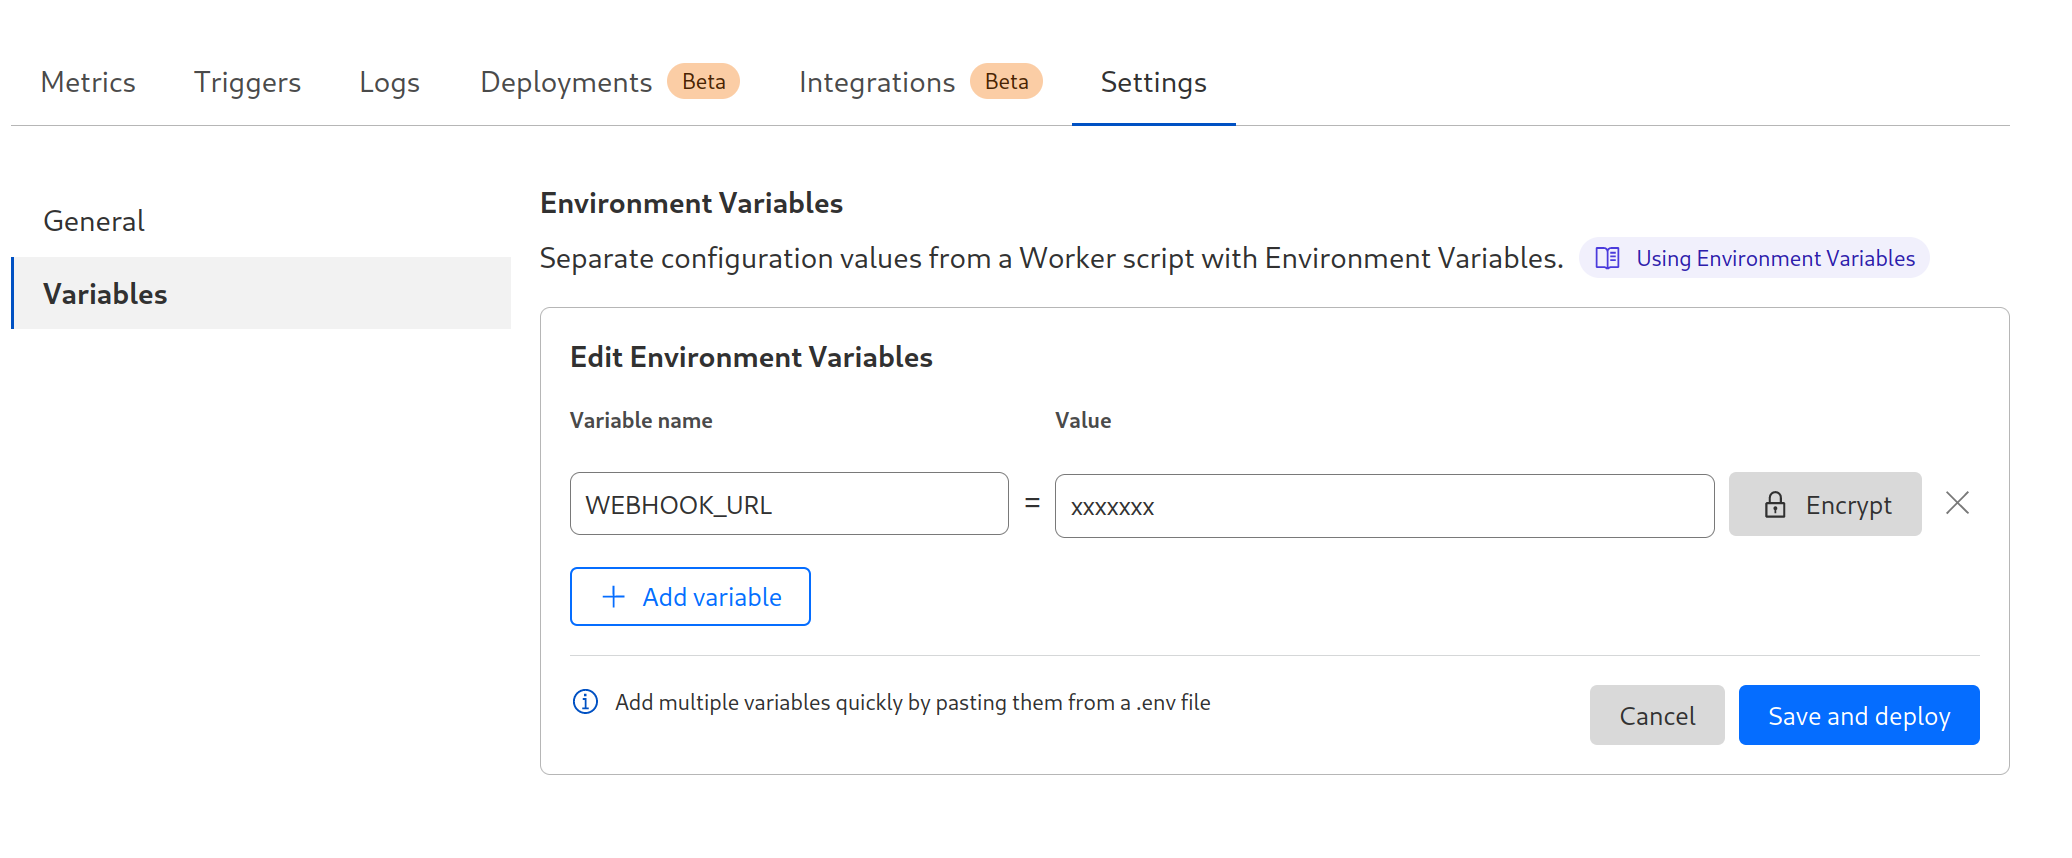 Metrics Triggers Logs Deployments Beta Integrations Beta Settings
General
Variables
Environment Variables
Separate configuration values from a Worker script with Environment Variables. Using Environment Variables
Edit Environment Variables
Variable name Value
WEBHOOK_URL = xxxxxxx Encrypt
+ Add variable
Add multiple variables quickly by pasting them from a .env file
Cancel Save and deploy